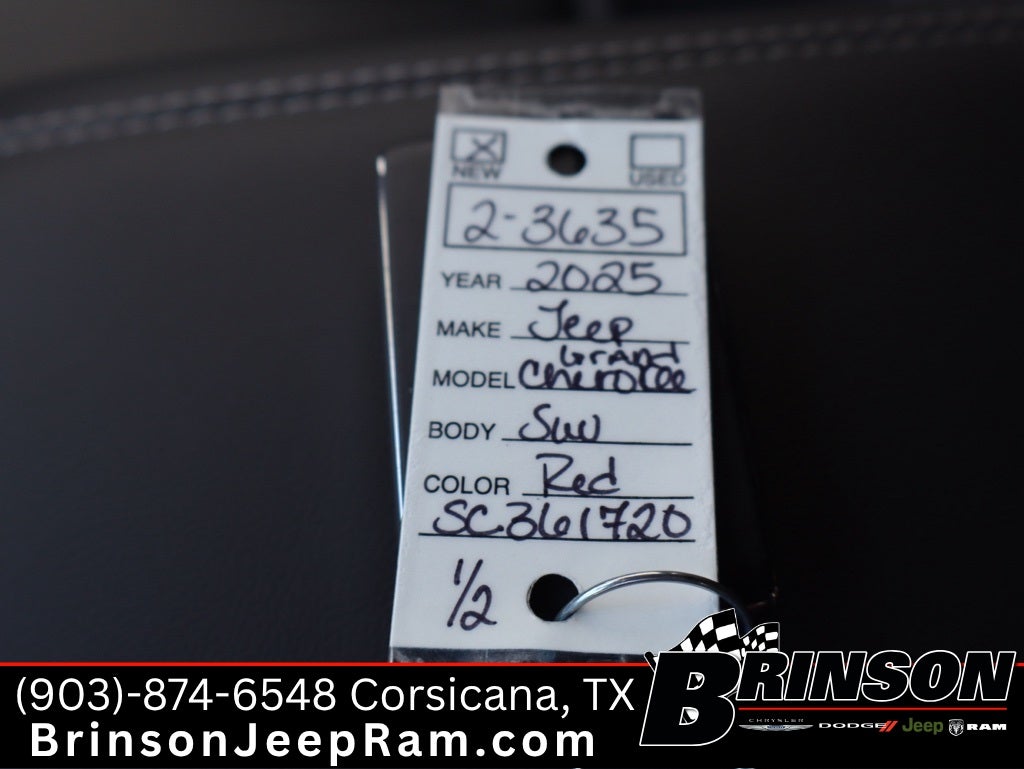 NEW USED
2-3635
YEAR 2025
MAKE Jeep
MODEL Grand Cherokee
BODY Suv
COLOR Red
SC361720
1/2
(903)-874-6548 Corsicana, TX
BrinsonJeepRam.com
BRINSON
CHRYSLER DODGE// Jeep RAM